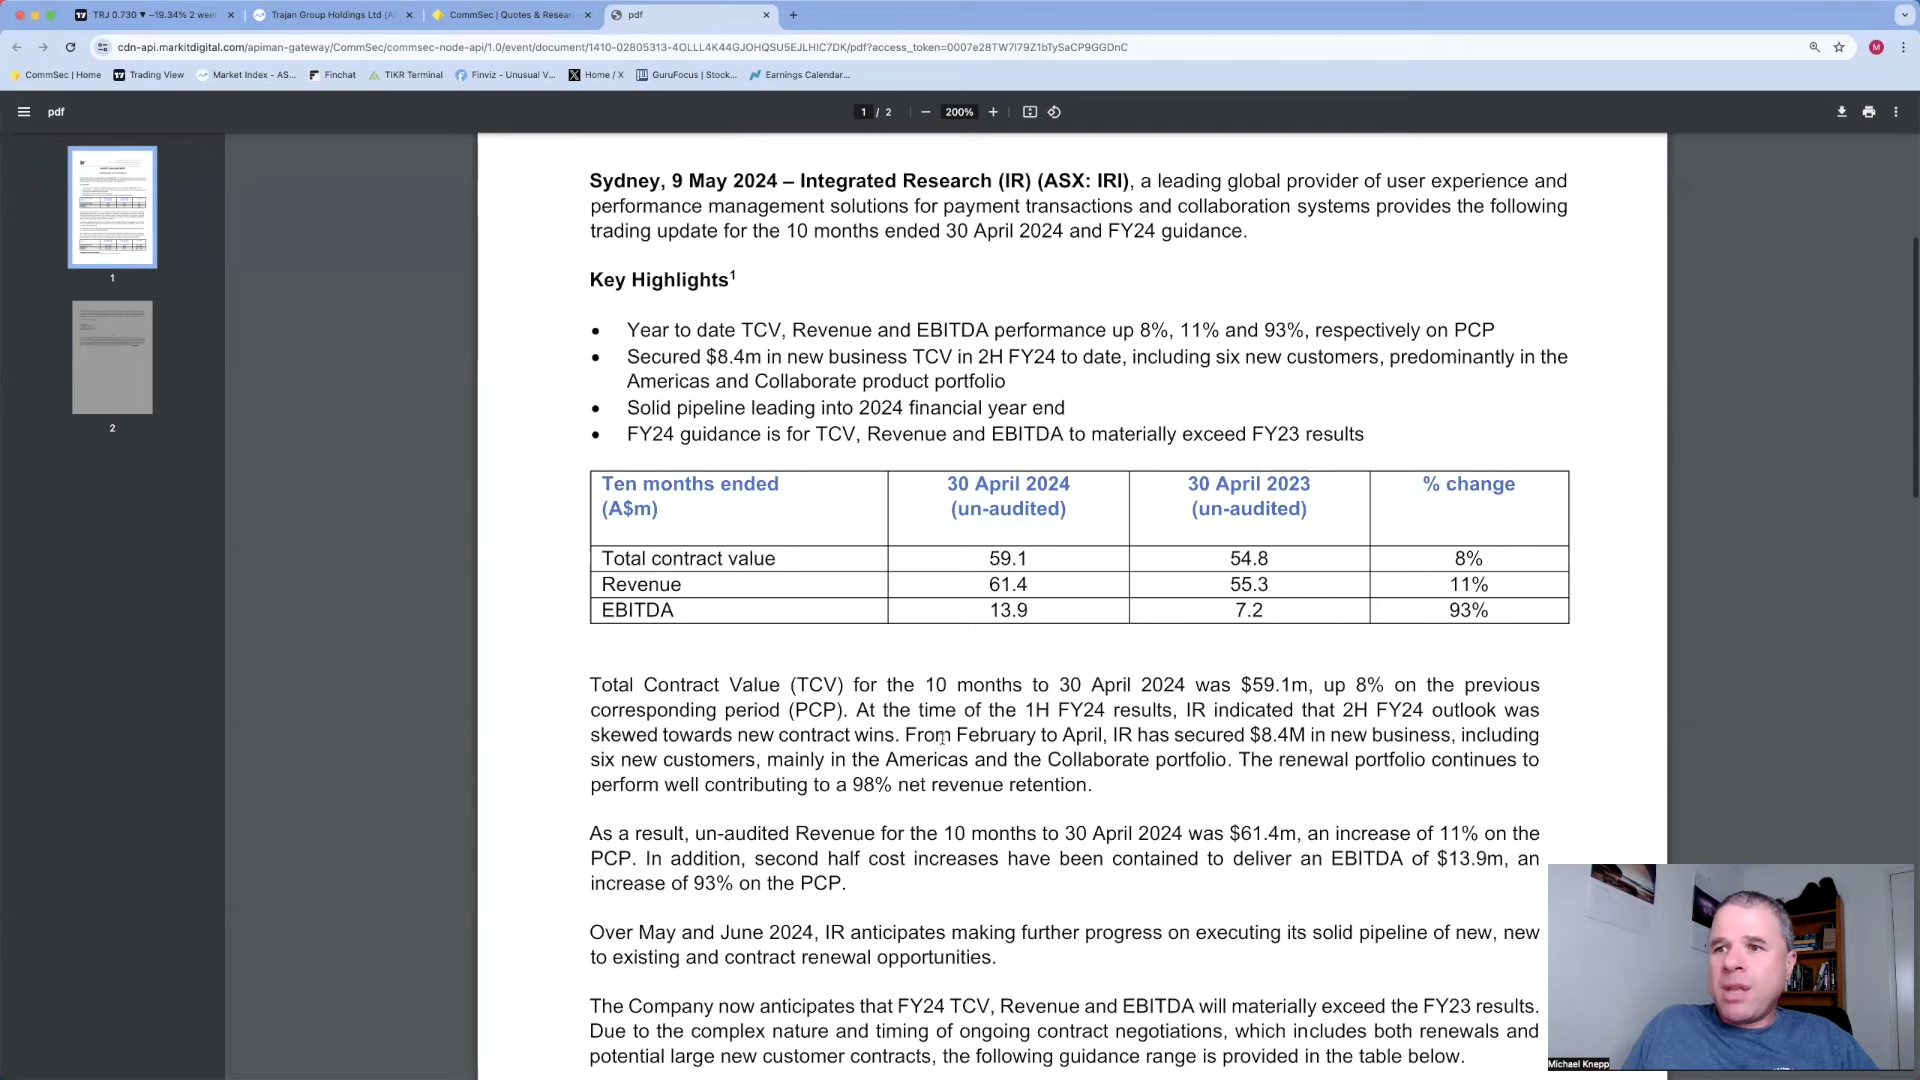 TRJ 0.730 ▼ −19.34% 2 wee
Trajan Group Holdings Ltd (A
CommSec | Quotes & Resear
pdf
cdn-api.markitdigital.com/apiman-gateway/CommSec/commsec-node-api/1.0/event/document/1410-02805313-4OLLL4K44GJOHQSU5EJLHIC7DK/pdf?access_token=0007e28TW7l79Z1bTySaCP9GGDnC
M
CommSec | Home
Trading View
Market Index - AS...
Finchat
TIKR Terminal
Finviz - Unusual V...
Home / X
GuruFocus | Stock...
Earnings Calendar...
pdf
1 / 2
200%
1
2
Sydney, 9 May 2024 – Integrated Research (IR) (ASX: IRI), a leading global provider of user experience and
performance management solutions for payment transactions and collaboration systems provides the following
trading update for the 10 months ended 30 April 2024 and FY24 guidance.
Key Highlights¹
• Year to date TCV, Revenue and EBITDA performance up 8%, 11% and 93%, respectively on PCP
• Secured $8.4m in new business TCV in 2H FY24 to date, including six new customers, predominantly in the
Americas and Collaborate product portfolio
• Solid pipeline leading into 2024 financial year end
• FY24 guidance is for TCV, Revenue and EBITDA to materially exceed FY23 results
Ten months ended 30 April 2024 30 April 2023 % change
(A$m) (un-audited) (un-audited)
Total contract value 59.1 54.8 8%
Revenue 61.4 55.3 11%
EBITDA 13.9 7.2 93%
Total Contract Value (TCV) for the 10 months to 30 April 2024 was $59.1m, up 8% on the previous
corresponding period (PCP). At the time of the 1H FY24 results, IR indicated that 2H FY24 outlook was
skewed towards new contract wins. From February to April, IR has secured $8.4M in new business, including
six new customers, mainly in the Americas and the Collaborate portfolio. The renewal portfolio continues to
perform well contributing to a 98% net revenue retention.
As a result, un-audited Revenue for the 10 months to 30 April 2024 was $61.4m, an increase of 11% on the
PCP. In addition, second half cost increases have been contained to deliver an EBITDA of $13.9m, an
increase of 93% on the PCP.
Over May and June 2024, IR anticipates making further progress on executing its solid pipeline of new, new
to existing and contract renewal opportunities.
The Company now anticipates that FY24 TCV, Revenue and EBITDA will materially exceed the FY23 results.
Due to the complex nature and timing of ongoing contract negotiations, which includes both renewals and
potential large new customer contracts, the following guidance range is provided in the table below.
Michael Knepp